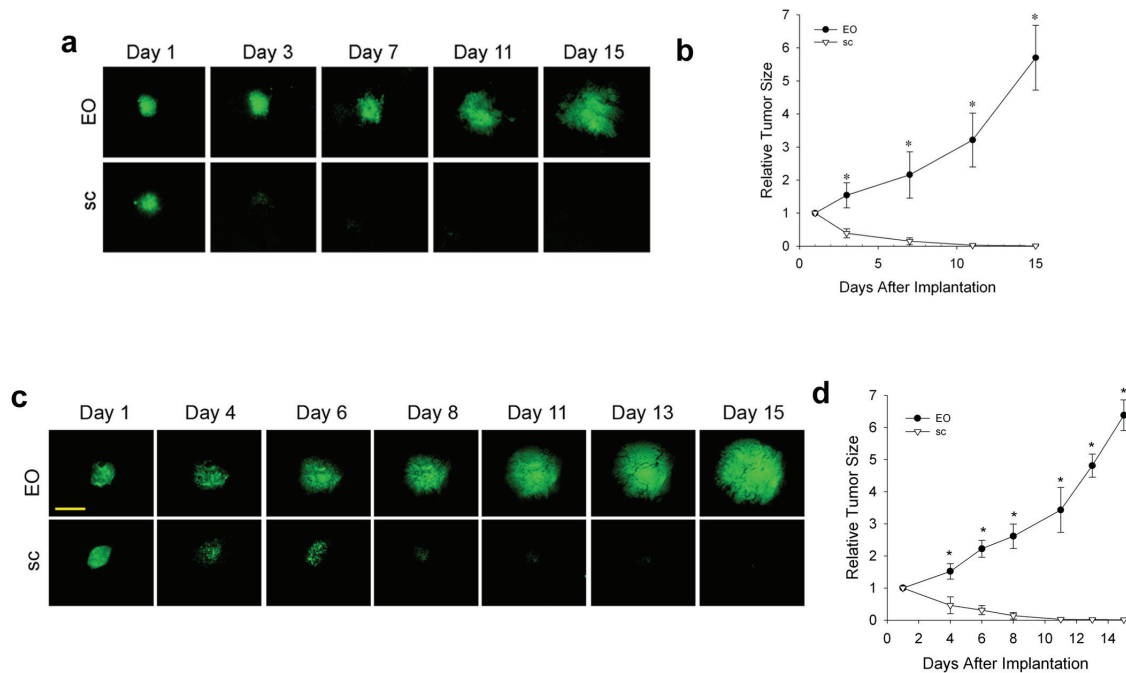 a
Day 1 Day 3 Day 7 Day 11 Day 15
EO
sc
b
Relative Tumor Size
7
6
5
4
3
2
1
0
EO
sc
*
*
*
*
0 5 10 15
Days After Implantation
c
Day 1 Day 4 Day 6 Day 8 Day 11 Day 13 Day 15
EO
sc
d
Relative Tumor Size
7
6
5
4
3
2
1
0
EO
sc
*
*
*
*
*
*
0 2 4 6 8 10 12 14
Days After Implantation